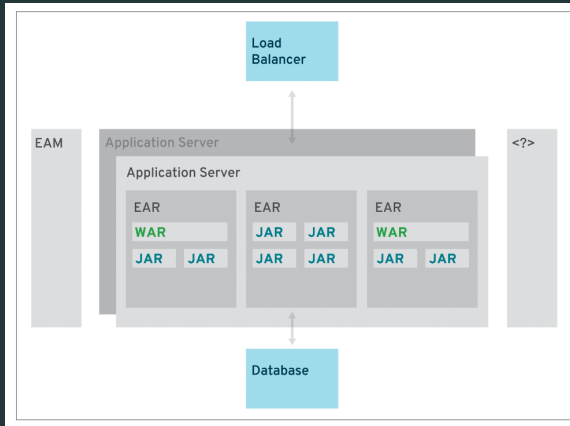 Load
Balancer
EAM
Application Server
<?>
Application Server
EAR
EAR
EAR
WAR
JAR JAR
WAR
JAR JAR
JAR JAR
JAR JAR
Database